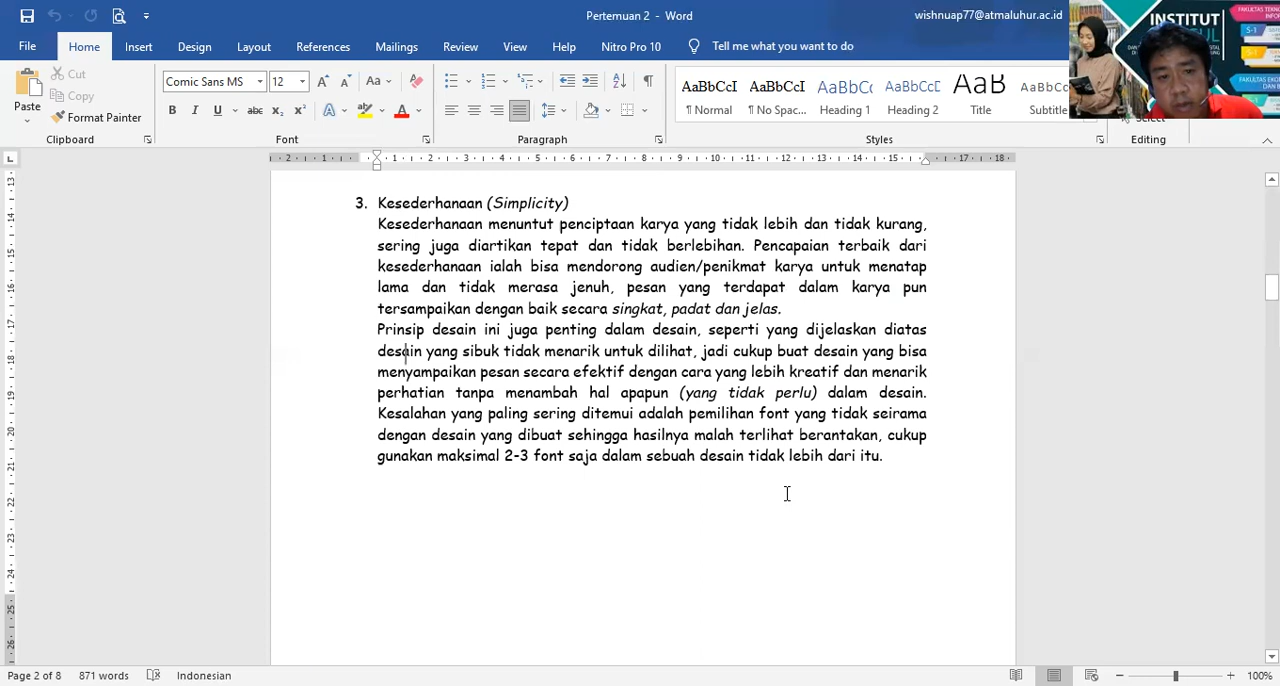 Pertemuan 2 - Word
wishnuap77@atmaluhur.ac.id
File Home Insert Design Layout References Mailings Review View Help Nitro Pro 10 Tell me what you want to do
INSTITUT
Paste
Cut
Copy
Format Painter
Comic Sans MS 12
AaBbCcI AaBbCcI AaBbCc AaBbCcD AaB AaBbCc
¶ Normal ¶ No Spac... Heading 1 Heading 2 Title Subtitle
Select
Clipboard Font Paragraph Styles Editing
3. Kesederhanaan (Simplicity)
Kesederhanaan menuntut penciptaan karya yang tidak lebih dan tidak kurang,
sering juga diartikan tepat dan tidak berlebihan. Pencapaian terbaik dari
kesederhanaan ialah bisa mendorong audien/penikmat karya untuk menatap
lama dan tidak merasa jenuh, pesan yang terdapat dalam karya pun
tersampaikan dengan baik secara singkat, padat dan jelas.
Prinsip desain ini juga penting dalam desain, seperti yang dijelaskan diatas
desain yang sibuk tidak menarik untuk dilihat, jadi cukup buat desain yang bisa
menyampaikan pesan secara efektif dengan cara yang lebih kreatif dan menarik
perhatian tanpa menambah hal apapun (yang tidak perlu) dalam desain.
Kesalahan yang paling sering ditemui adalah pemilihan font yang tidak seirama
dengan desain yang dibuat sehingga hasilnya malah terlihat berantakan, cukup
gunakan maksimal 2-3 font saja dalam sebuah desain tidak lebih dari itu.
Page 2 of 8 871 words Indonesian 100%